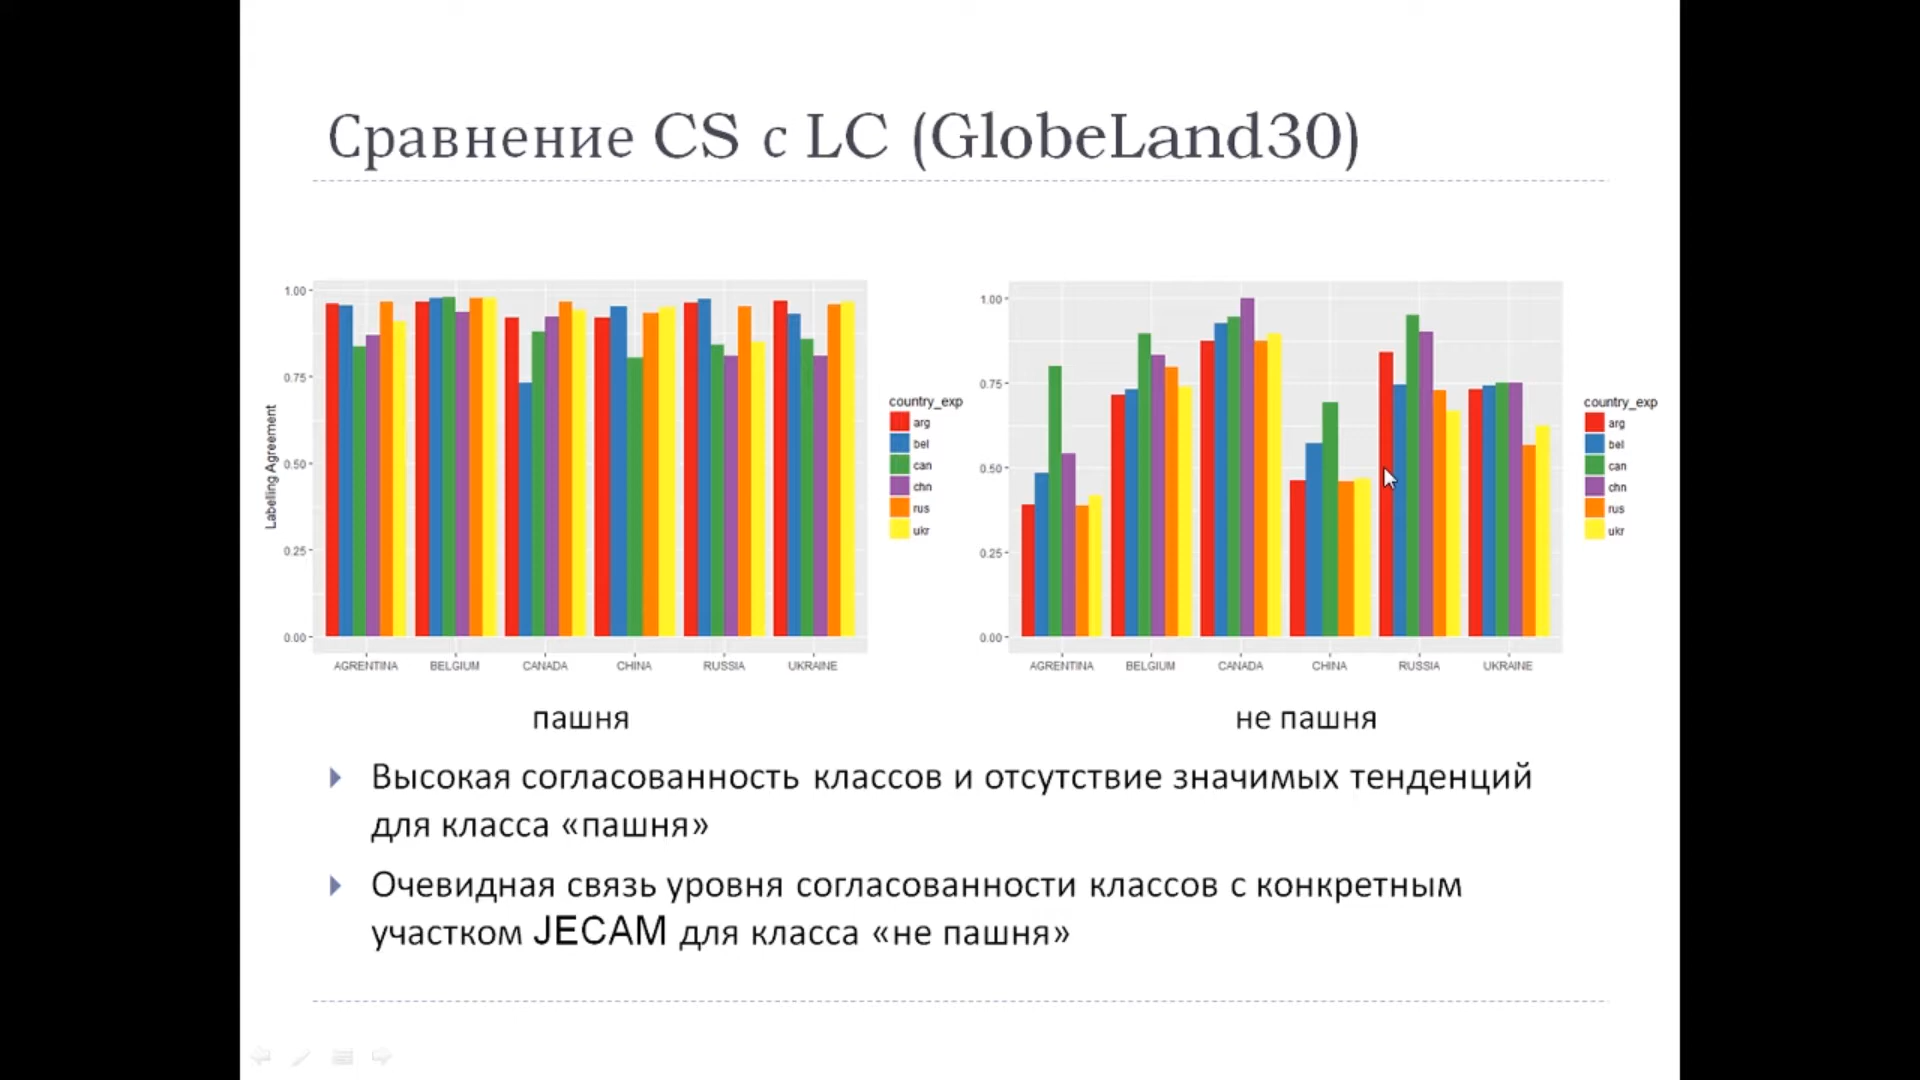 Сравнение CS с LC (GlobeLand30)
Labelling Agreement
1.00
0.75
0.50
0.25
0.00
AGRENTINA BELGIUM CANADA CHINA RUSSIA UKRAINE
country_exp
arg
bel
can
chn
rus
ukr
1.00
0.75
0.50
0.25
0.00
AGRENTINA BELGIUM CANADA CHINA RUSSIA UKRAINE
country_exp
arg
bel
can
chn
rus
ukr
пашня
не пашня
Высокая согласованность классов и отсутствие значимых тенденций
для класса «пашня»
Очевидная связь уровня согласованности классов с конкретным
участком JECAM для класса «не пашня»